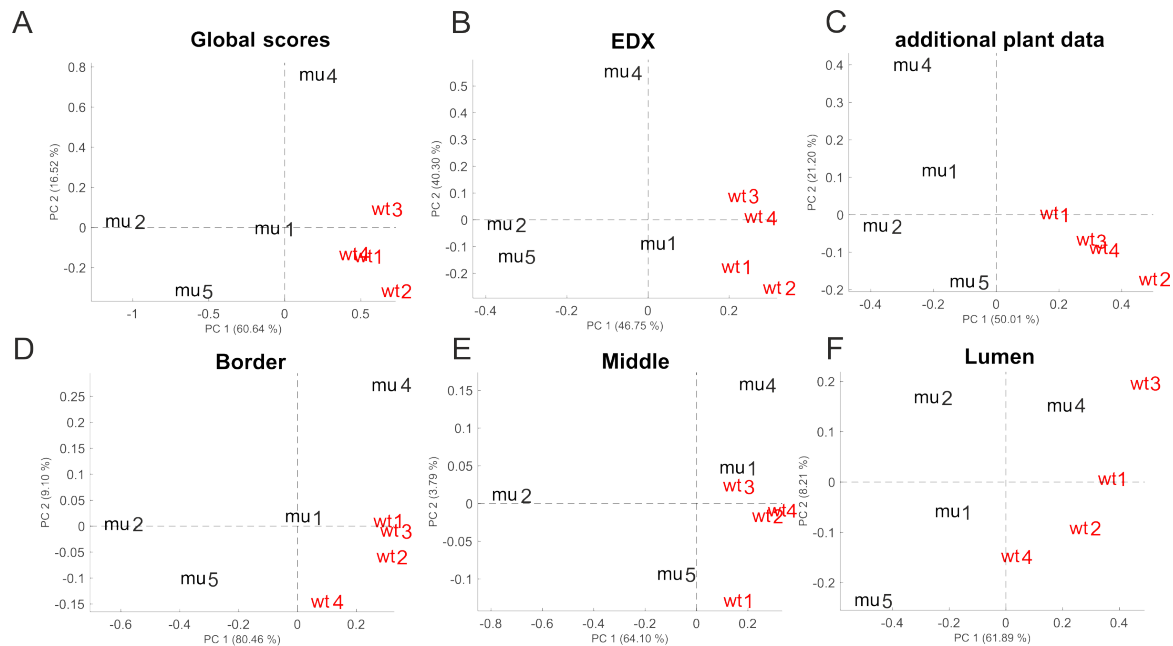 A
Global scores
0.8
mu 4
0.6
0.4
0.2
wt3
mu 2
mu 1
0
wt4
wt1
-0.2
mu5
wt2
PC 2 (16.52 %)
-1
-0.5
0
0.5
PC 1 (60.64 %)
B
EDX
mu4
0.5
0.4
0.3
0.2
0.1
wt3
wt4
0
mu2
mu1
-0.1
mu5
wt1
-0.2
wt2
PC 2 (40.30 %)
-0.4
-0.2
0
0.2
PC 1 (46.75 %)
C
additional plant data
0.4
mu4
0.3
0.2
mu1
0.1
wt1
0
mu2
wt3
wt4
-0.1
mu5
wt2
-0.2
PC 2 (21.20 %)
-0.4
-0.2
0
0.2
0.4
PC 1 (50.01 %)
D
Border
mu4
0.25
0.2
0.15
0.1
0.05
mu1
wt1
0
mu2
wt3
-0.05
wt2
-0.1
mu5
wt4
-0.15
PC 2 (9.10 %)
-0.6
-0.4
-0.2
0
0.2
PC 1 (80.46 %)
E
Middle
0.15
mu4
0.1
0.05
mu1
wt3
mu2
0
wt4
wt2
-0.05
mu5
-0.1
wt1
PC 2 (3.79 %)
-0.8
-0.6
-0.4
-0.2
0
0.2
PC 1 (64.10 %)
F
Lumen
0.2
wt3
mu2
mu4
0.1
0
wt1
mu1
wt2
-0.1
wt4
-0.2
mu5
PC 2 (8.21 %)
-0.4
-0.2
0
0.2
0.4
PC 1 (61.89 %)